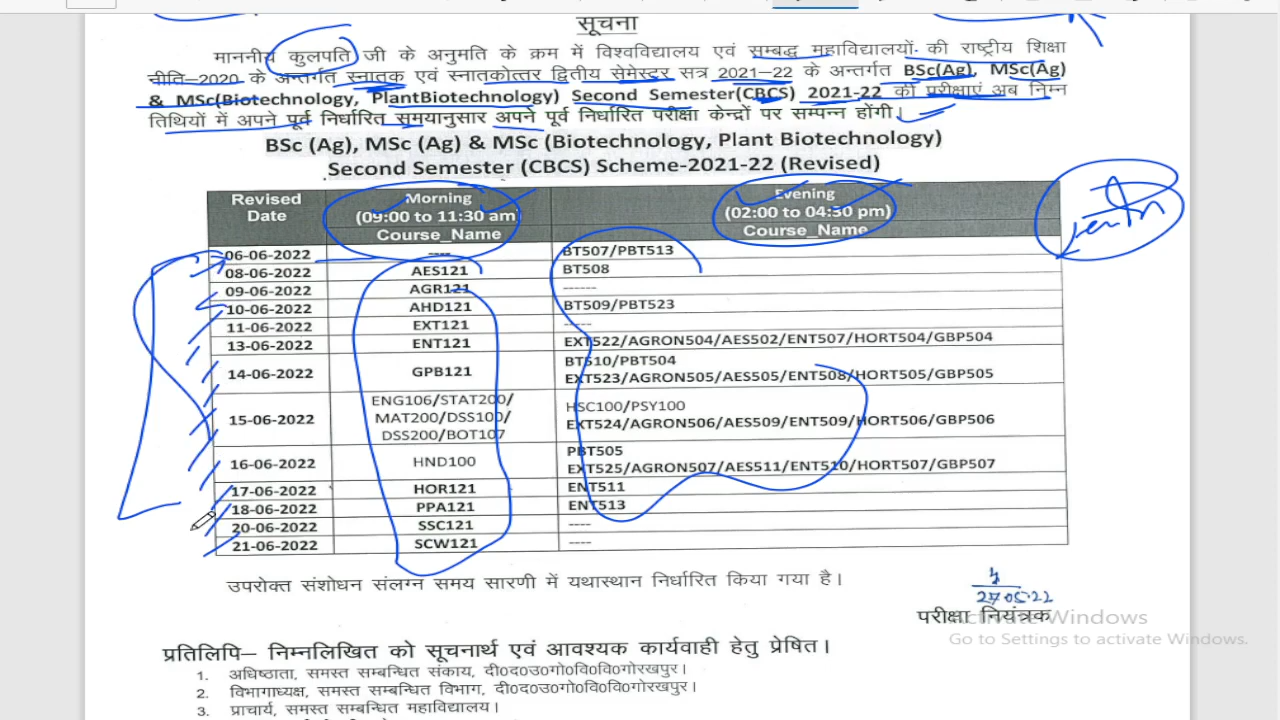 सूचना
माननीय कुलपति जी के अनुमति के क्रम में विश्वविद्यालय एवं सम्बद्ध महाविद्यालयों की राष्ट्रीय शिक्षा
नीति–2020 के अन्तर्गत स्नातक एवं स्नातकोत्तर द्वितीय सेमेस्टर सत्र 2021–22 के अन्तर्गत BSc(Ag), MSc(Ag)
& MSc(Biotechnology, PlantBiotechnology) Second Semester(CBCS) 2021-22 की परीक्षाएं अब निम्न
तिथियों में अपने पूर्व निर्धारित समयानुसार अपने पूर्व निर्धारित परीक्षा केन्द्रों पर सम्पन्न होंगी।
BSc (Ag), MSc (Ag) & MSc (Biotechnology, Plant Biotechnology)
Second Semester (CBCS) Scheme-2021-22 (Revised)
Revised Date Morning (09:00 to 11:30 am) Course_Name Evening (02:00 to 04:30 pm) Course_Name
06-06-2022 ---- BT507/PBT513
08-06-2022 AES121 BT508
09-06-2022 AGR121 ------
10-06-2022 AHD121 BT509/PBT523
11-06-2022 EXT121 -----
13-06-2022 ENT121 EXT522/AGRON504/AES502/ENT507/HORT504/GBP504
14-06-2022 GPB121 BT510/PBT504
EXT523/AGRON505/AES505/ENT508/HORT505/GBP505
15-06-2022 ENG106/STAT200/ MAT200/DSS100/ DSS200/BOT107 HSC100/PSY100
EXT524/AGRON506/AES509/ENT509/HORT506/GBP506
16-06-2022 HND100 PBT505
EXT525/AGRON507/AES511/ENT510/HORT507/GBP507
17-06-2022 HOR121 ENT511
18-06-2022 PPA121 ENT513
20-06-2022 SSC121 ----
21-06-2022 SCW121 ----
उपरोक्त संशोधन संलग्न समय सारणी में यथास्थान निर्धारित किया गया है।
27.05.22
परीक्षा नियंत्रक
Activate Windows
Go to Settings to activate Windows.
प्रतिलिपि– निम्नलिखित को सूचनार्थ एवं आवश्यक कार्यवाही हेतु प्रेषित।
1. अधिष्ठाता, समस्त सम्बन्धित संकाय, दी0द0उ0गो0वि0वि0गोरखपुर।
2. विभागाध्यक्ष, समस्त सम्बन्धित विभाग, दी0द0उ0गो0वि0वि0गोरखपुर।
3. प्राचार्य, समस्त सम्बन्धित महाविद्यालय।